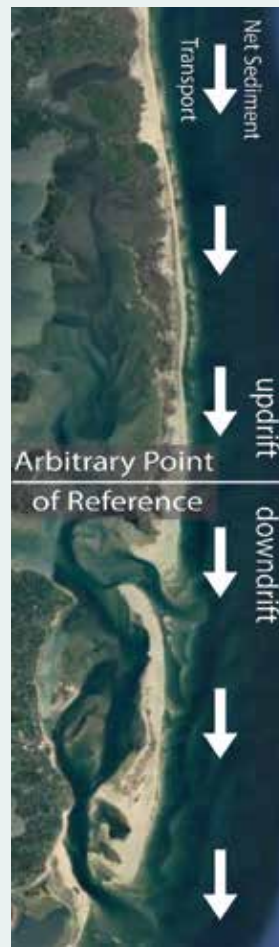 Net Sediment
Transport
updrift
Arbitrary Point
of Reference
downdrift